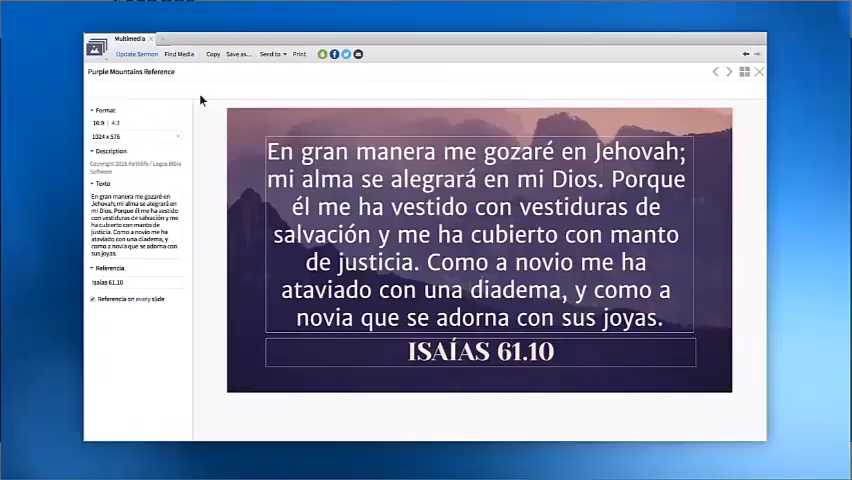 Multimedia
Update Sermon Find Media Copy Save as... Send to Print
Purple Mountains Reference
Format
16:9 | 4:3
1024 x 576
Description
Copyright 2016 Faithlife / Logos Bible
Software
Texto
En gran manera me gozaré en
Jehovah; mi alma se alegrará en
mi Dios. Porque él me ha vestido
con vestiduras de salvación y me
ha cubierto con manto de
justicia. Como a novio me ha
ataviado con una diadema, y
como a novia que se adorna con
sus joyas.
Referencia
Isaías 61.10
Referencia on every slide
En gran manera me gozaré en Jehovah;
mi alma se alegrará en mi Dios. Porque
él me ha vestido con vestiduras de
salvación y me ha cubierto con manto
de justicia. Como a novio me ha
ataviado con una diadema, y como a
novia que se adorna con sus joyas.
ISAÍAS 61.10